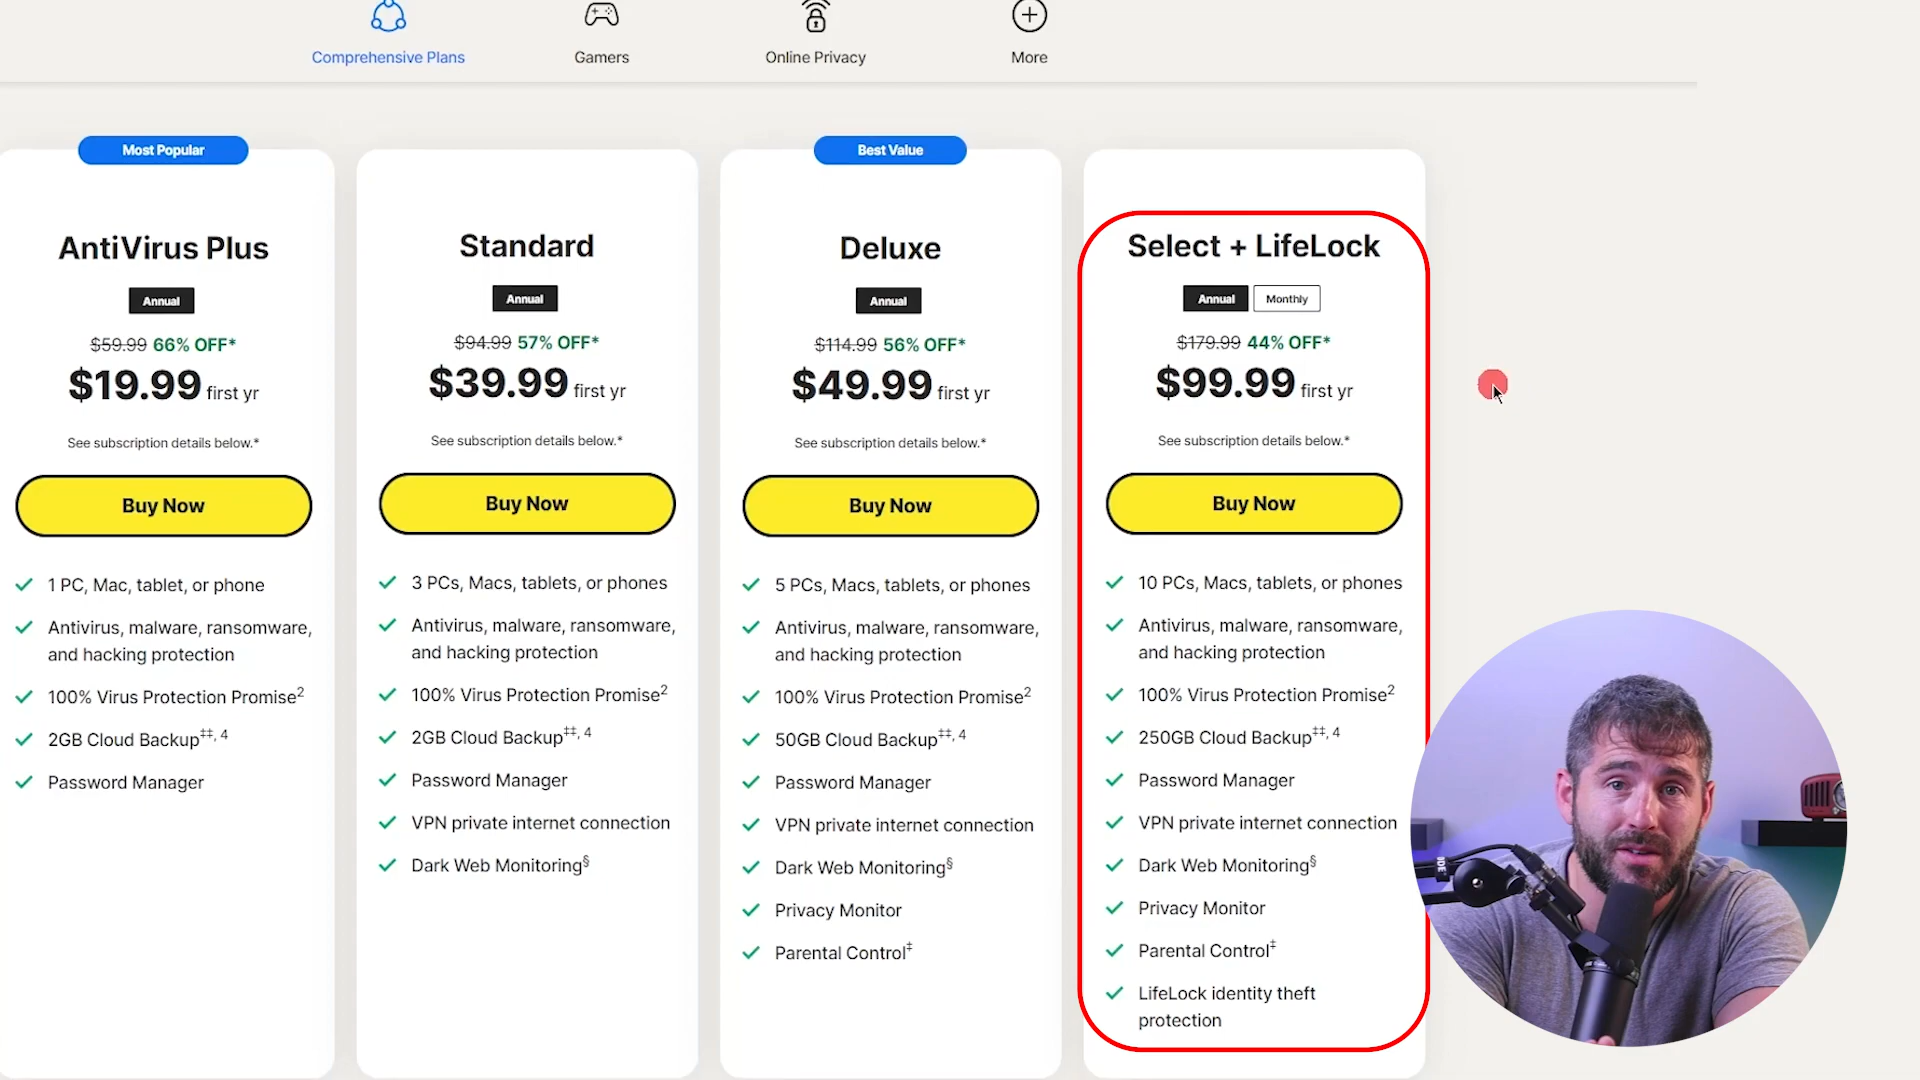 Comprehensive Plans
Gamers
Online Privacy
More
Most Popular
AntiVirus Plus
Annual
$59.99 66% OFF*
$19.99 first yr
See subscription details below.*
Buy Now
1 PC, Mac, tablet, or phone
Antivirus, malware, ransomware,
and hacking protection
100% Virus Protection Promise²
2GB Cloud Backup‡‡, 4
Password Manager
Standard
Annual
$94.99 57% OFF*
$39.99 first yr
See subscription details below.*
Buy Now
3 PCs, Macs, tablets, or phones
Antivirus, malware, ransomware,
and hacking protection
100% Virus Protection Promise²
2GB Cloud Backup‡‡, 4
Password Manager
VPN private internet connection
Dark Web Monitoring§
Best Value
Deluxe
Annual
$114.99 56% OFF*
$49.99 first yr
See subscription details below.*
Buy Now
5 PCs, Macs, tablets, or phones
Antivirus, malware, ransomware,
and hacking protection
100% Virus Protection Promise²
50GB Cloud Backup‡‡, 4
Password Manager
VPN private internet connection
Dark Web Monitoring§
Privacy Monitor
Parental Control‡
Select + LifeLock
Annual Monthly
$179.99 44% OFF*
$99.99 first yr
See subscription details below.*
Buy Now
10 PCs, Macs, tablets, or phones
Antivirus, malware, ransomware,
and hacking protection
100% Virus Protection Promise²
250GB Cloud Backup‡‡, 4
Password Manager
VPN private internet connection
Dark Web Monitoring§
Privacy Monitor
Parental Control‡
LifeLock identity theft
protection